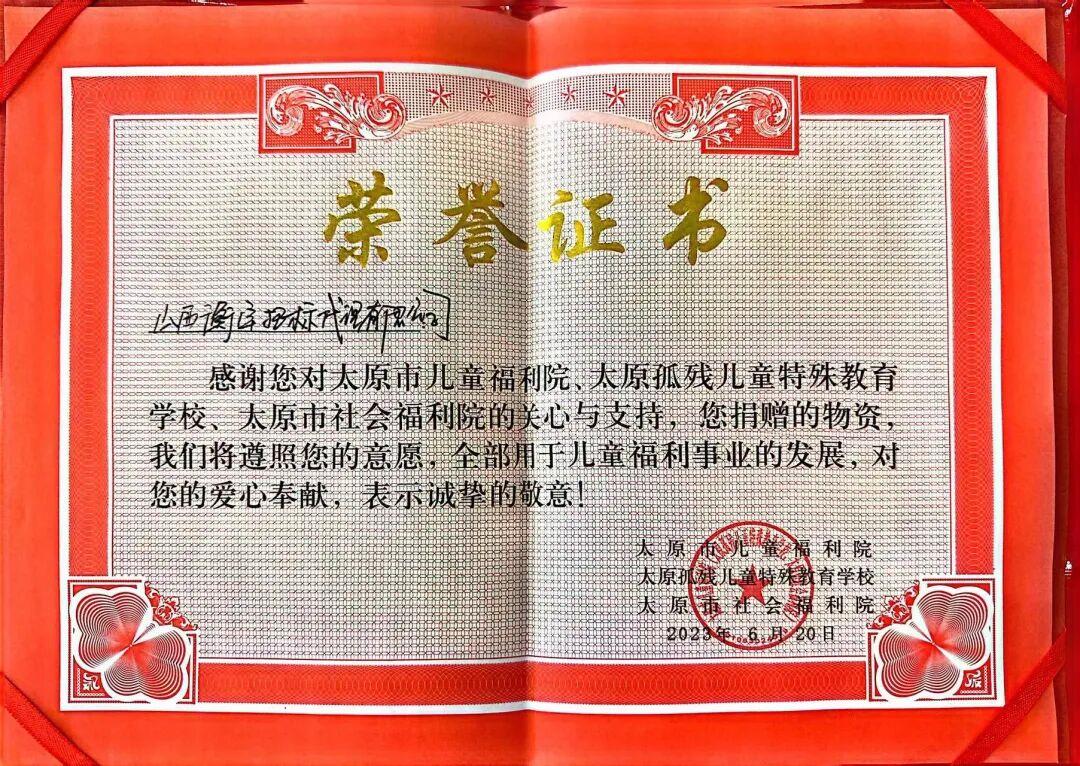 荣誉证书
山西衡宇招标代理有限公司
感谢您对太原市儿童福利院、太原孤残儿童特殊教育
学校、太原市社会福利院的关心与支持，您捐赠的物资，
我们将遵照您的意愿，全部用于儿童福利事业的发展，对
您的爱心奉献，表示诚挚的敬意！
太原市儿童福利院
太原孤残儿童特殊教育学校
太原市社会福利院
2023年6月20日